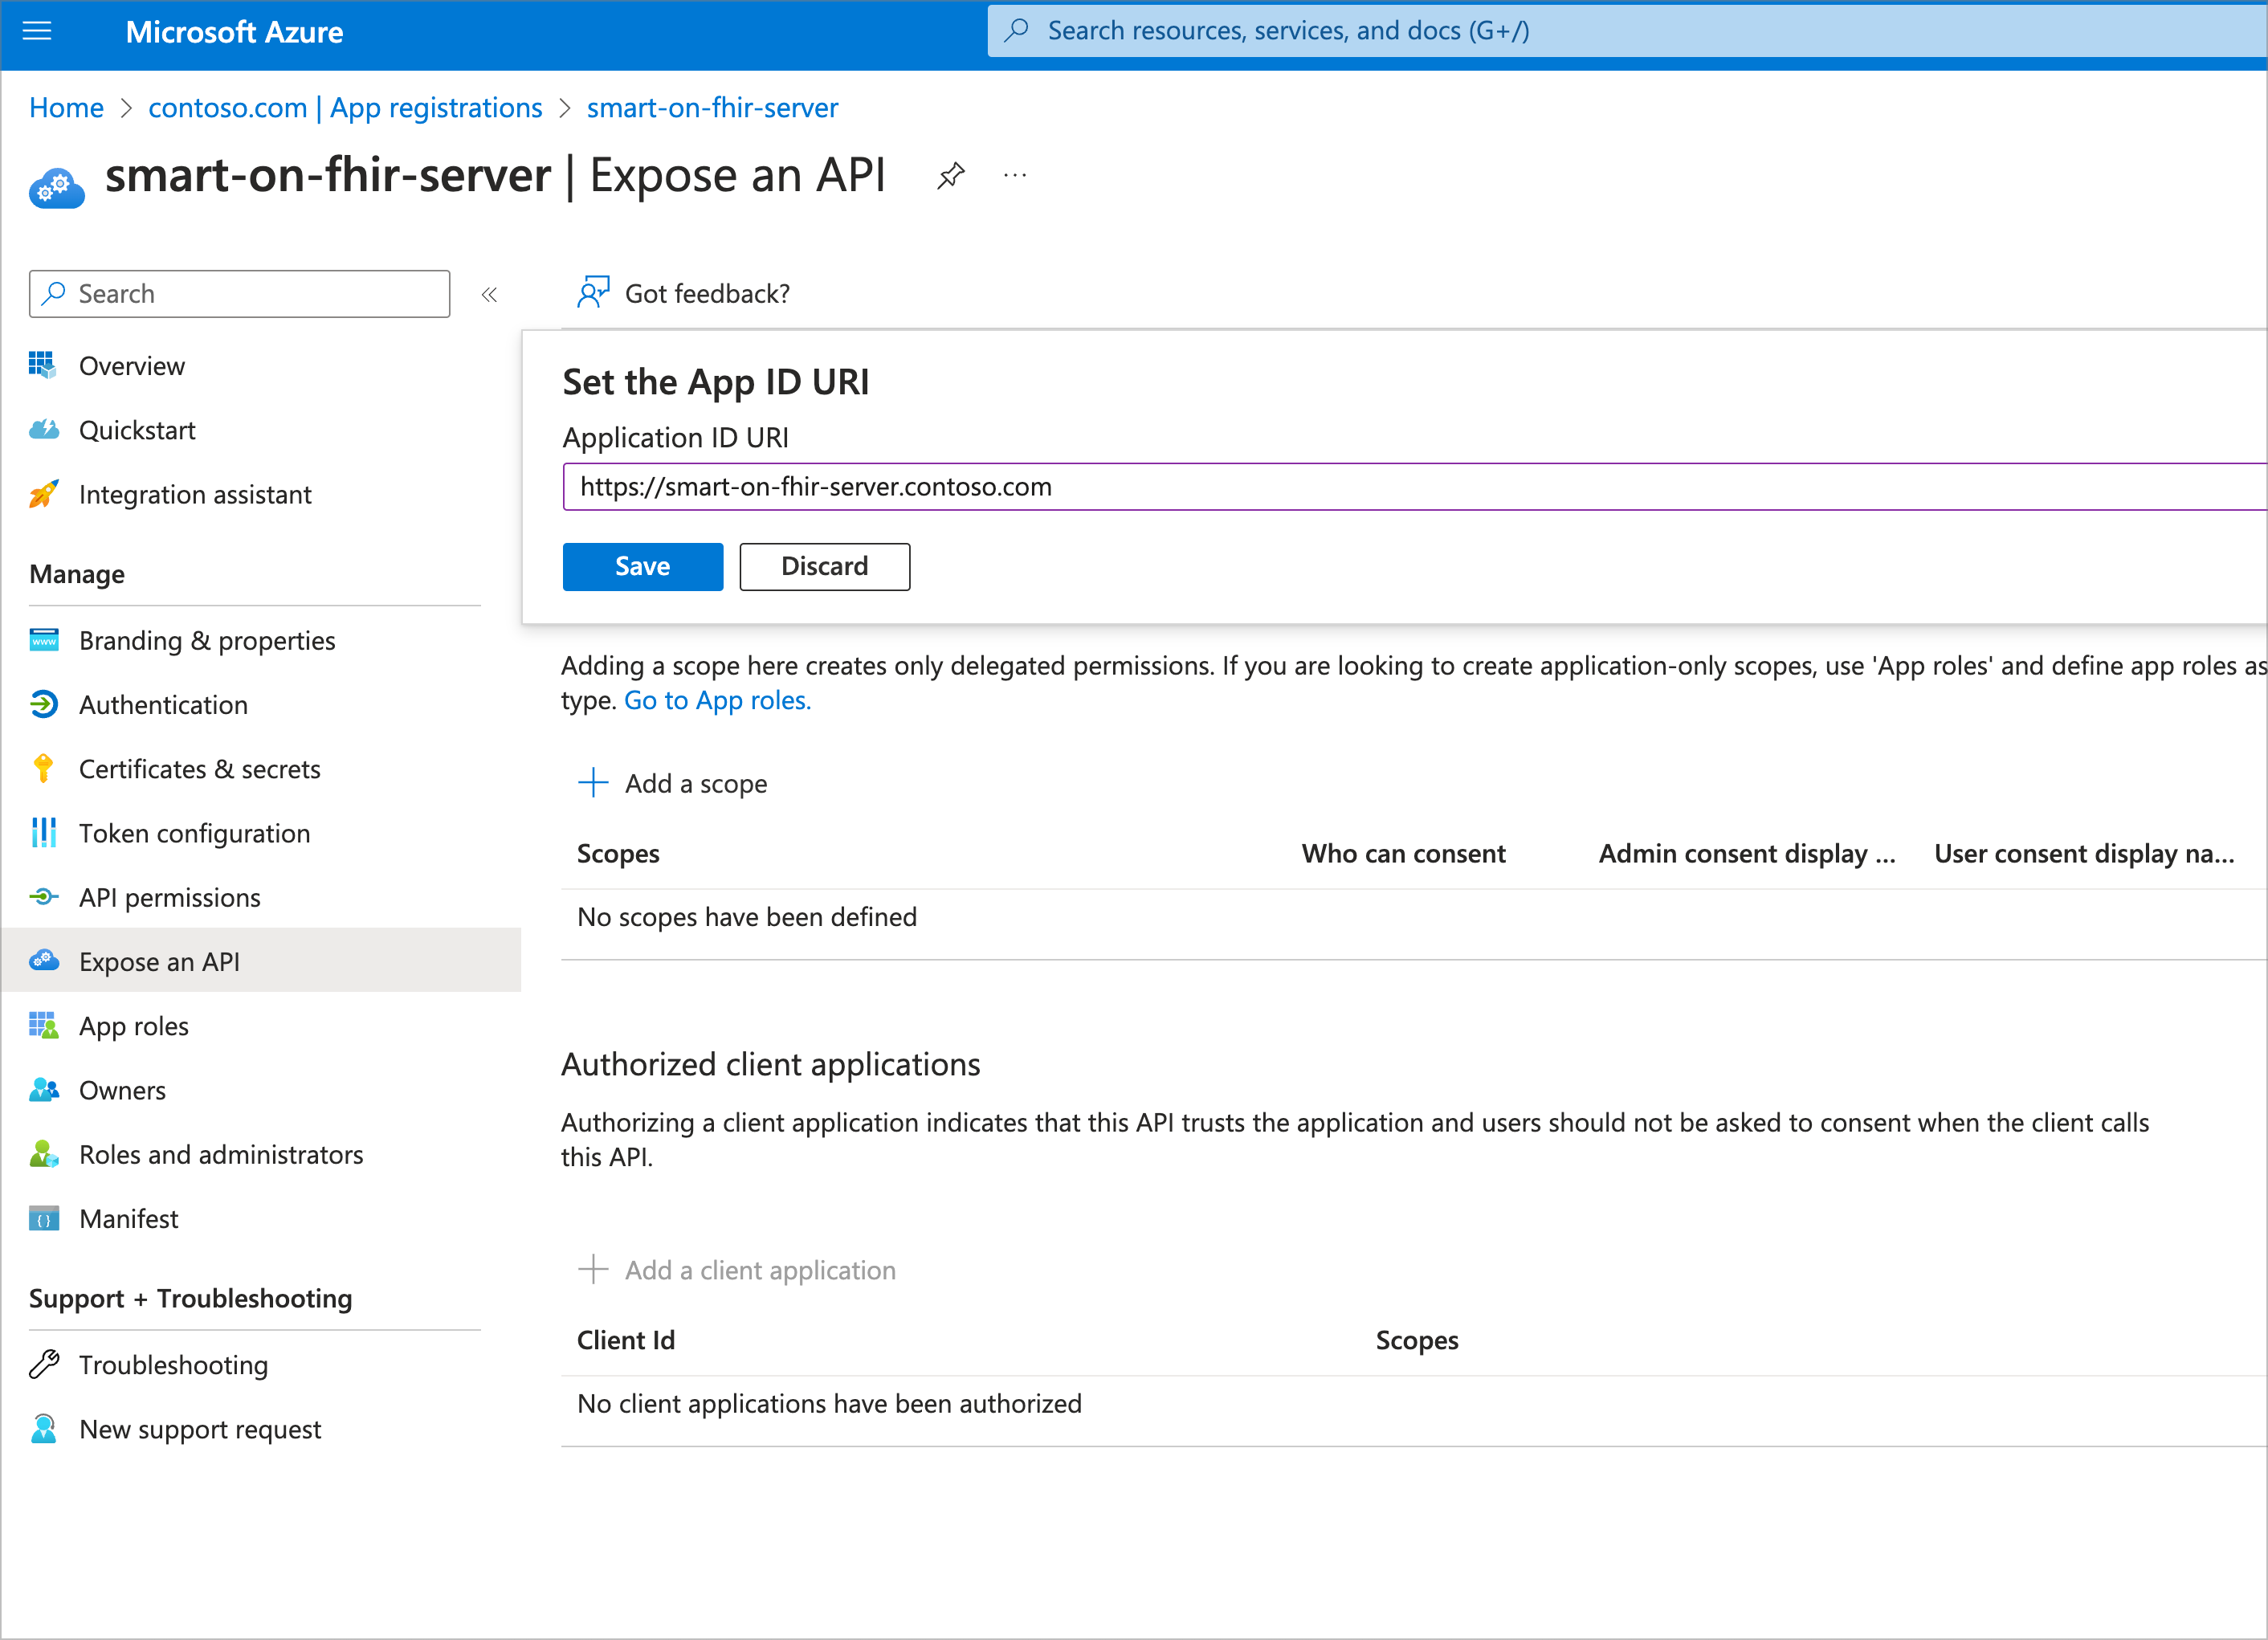 Microsoft Azure
Search resources, services, and docs (G+/)
Home > contoso.com | App registrations > smart-on-fhir-server
smart-on-fhir-server | Expose an API
Search
Got feedback?
Overview
Quickstart
Integration assistant
Manage
Branding & properties
Authentication
Certificates & secrets
Token configuration
API permissions
Expose an API
App roles
Owners
Roles and administrators
Manifest
Support + Troubleshooting
Troubleshooting
New support request
Set the App ID URI
Application ID URI
https://smart-on-fhir-server.contoso.com
Save
Discard
Adding a scope here creates only delegated permissions. If you are looking to create application-only scopes, use 'App roles' and define app roles as
type. Go to App roles.
Add a scope
Scopes Who can consent Admin consent display ... User consent display na...
No scopes have been defined
Authorized client applications
Authorizing a client application indicates that this API trusts the application and users should not be asked to consent when the client calls
this API.
Add a client application
Client Id Scopes
No client applications have been authorized